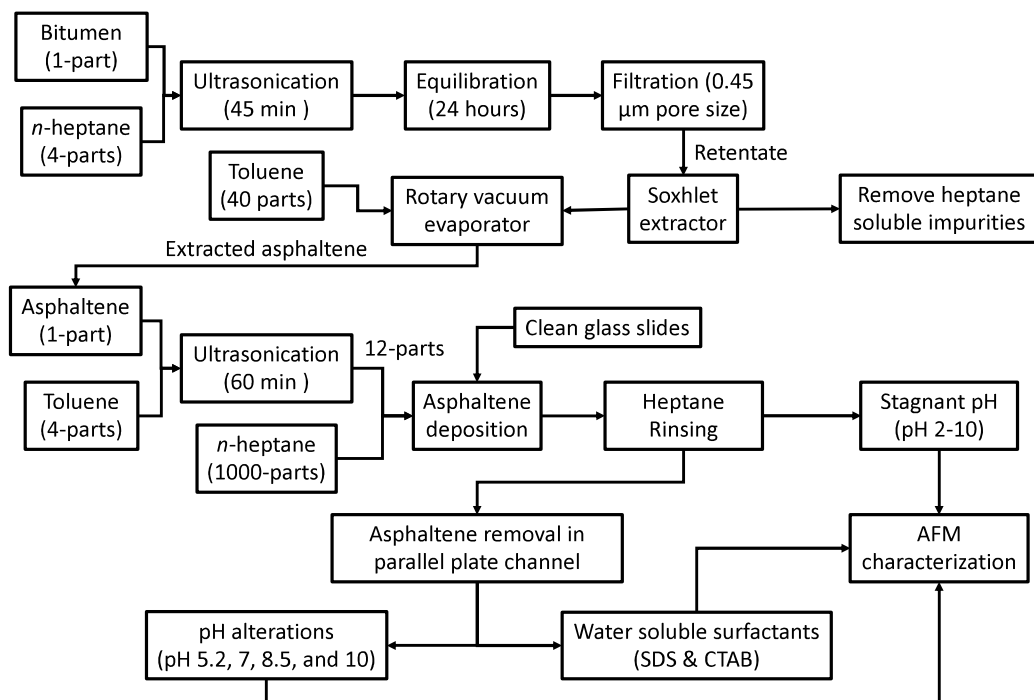 Bitumen
(1-part)
n-heptane
(4-parts)
Ultrasonication
(45 min )
Equilibration
(24 hours)
Filtration (0.45
µm pore size)
Retentate
Toluene
(40 parts)
Rotary vacuum
evaporator
Soxhlet
extractor
Remove heptane
soluble impurities
Extracted asphaltene
Asphaltene
(1-part)
Toluene
(4-parts)
Ultrasonication
(60 min )
12-parts
n-heptane
(1000-parts)
Clean glass slides
Asphaltene
deposition
Heptane
Rinsing
Stagnant pH
(pH 2-10)
Asphaltene removal in
parallel plate channel
AFM
characterization
pH alterations
(pH 5.2, 7, 8.5, and 10)
Water soluble surfactants
(SDS & CTAB)